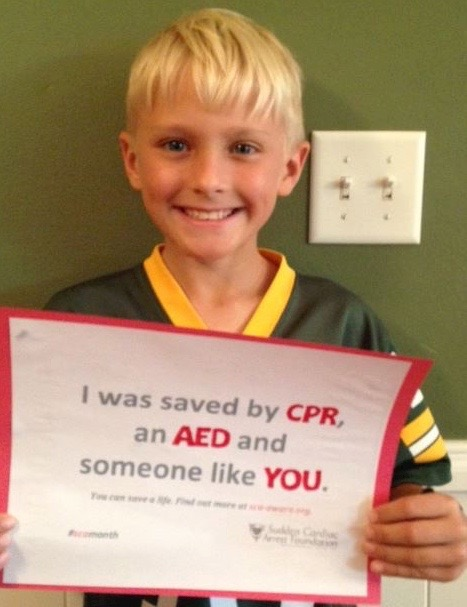 I was saved by CPR,
an AED and
someone like YOU.
You can save a life. Find out more at sca-aware.org.
#scamonth
Sudden Cardiac
Arrest Foundation